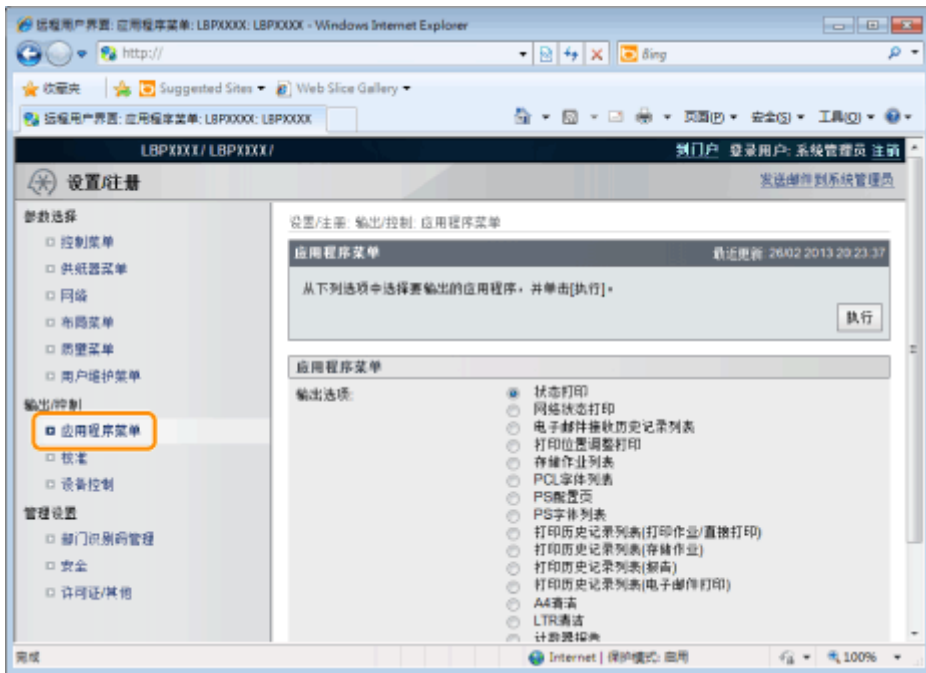 远程用户界面: 应用程序菜单: LBPXXXX: LBPXXXX - Windows Internet Explorer
http://
Bing
收藏夹 Suggested Sites Web Slice Gallery
远程用户界面: 应用程序菜单: LBPXXXX: LBPXXXX
页面(P) 安全(S) 工具(O)
LBPXXXX/ LBPXXXX/
到门户 登录用户: 系统管理员 注销
设置/注册
发送邮件到系统管理员
参数选择
控制菜单
供纸器菜单
网络
布局菜单
质量菜单
用户维护菜单
输出/控制
应用程序菜单
校准
设备控制
管理设置
部门识别码管理
安全
许可证/其他
设置/注册: 输出/控制: 应用程序菜单
应用程序菜单 最近更新 26/02 2013 20:23:37
从下列选项中选择要输出的应用程序，并单击[执行]。
执行
应用程序菜单
输出选项:
状态打印
网络状态打印
电子邮件接收历史记录列表
打印位置调整打印
存储作业列表
PCL字体列表
PS配置页
PS字体列表
打印历史记录列表(打印作业/直接打印)
打印历史记录列表(存储作业)
打印历史记录列表(报告)
打印历史记录列表(电子邮件打印)
A4清洁
LTR清洁
计数器报告
完成
Internet | 保护模式: 启用
100%